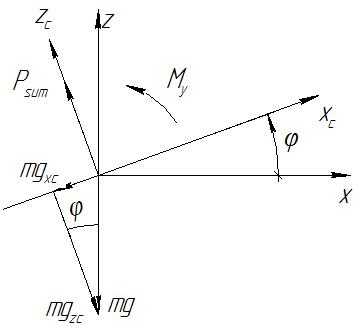 z_c
z
P_sum
M_y
x_c
φ
mg_xc
x
φ
mg_zc
mg